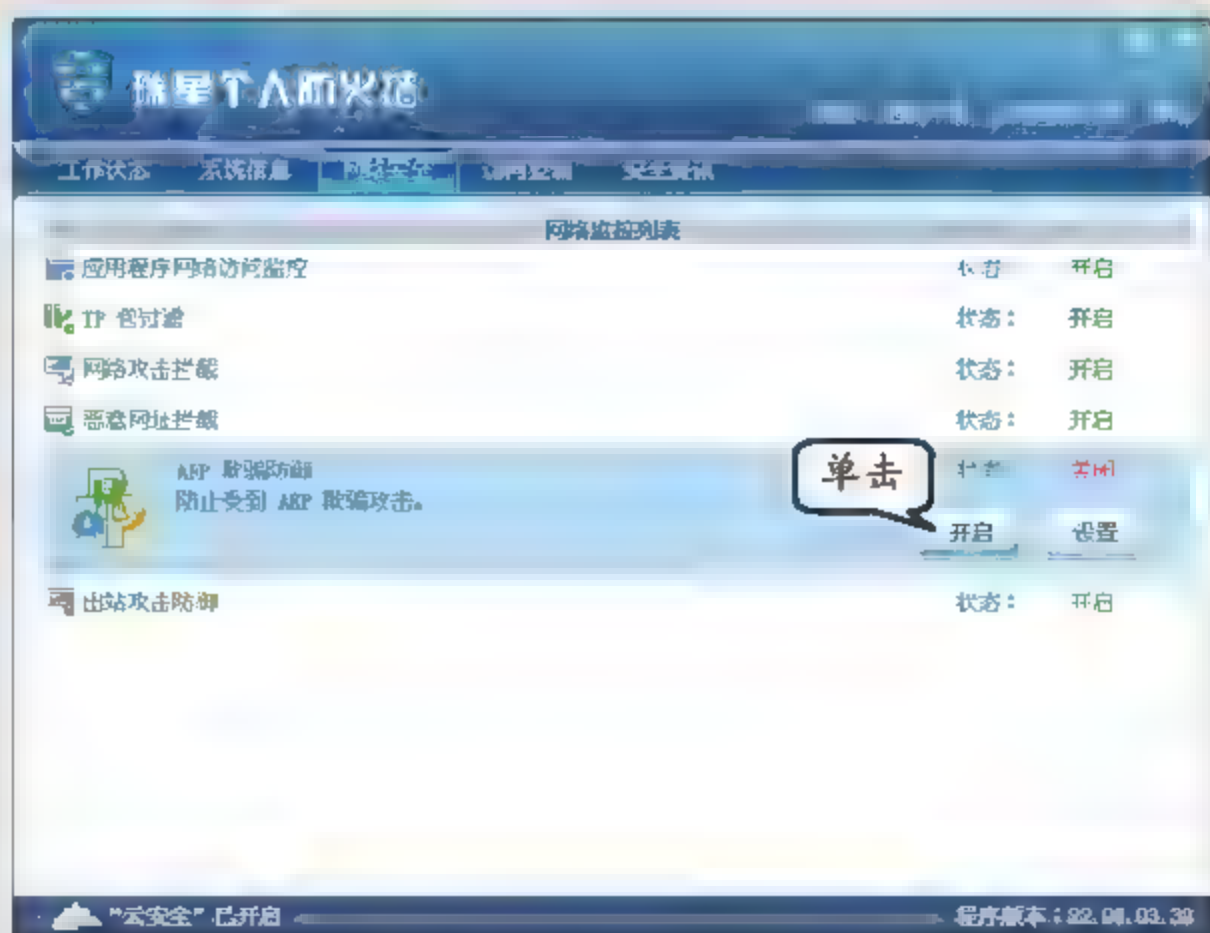 瑞星个人防火墙
工作状态 系统信息 网络安全 访问控制 安全资讯
网络监控列表
应用程序网络访问监控 状态 开启
IP 包过滤 状态： 开启
网络攻击拦截 状态： 开启
恶意网址拦截 状态： 开启
ARP 欺骗防御 状态 关闭
单击
防止受到 ARP 欺骗攻击。
开启 设置
出站攻击防御 状态： 开启
"云安全" 已开启 程序版本：